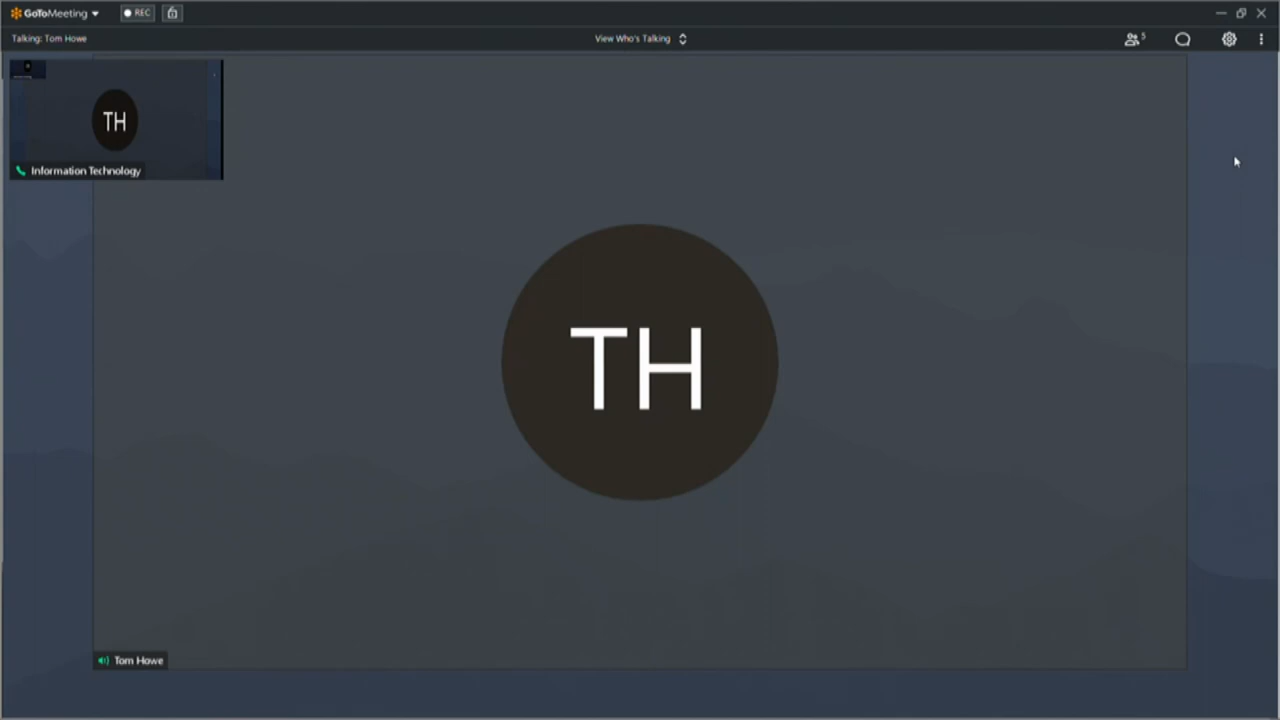 GoToMeeting
REC
Talking: Tom Howe
View Who's Talking
5
TH
Information Technology
TH
Tom Howe